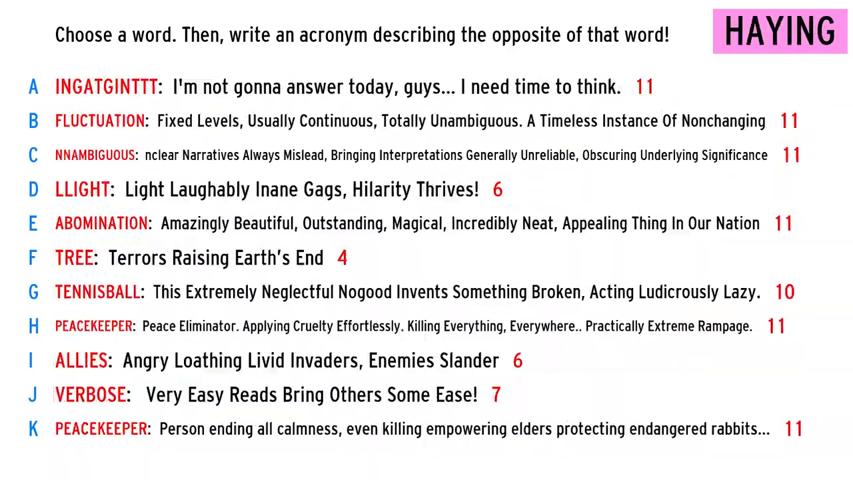 Choose a word. Then, write an acronym describing the opposite of that word!
HAYING
A INGATGINTTT: I'm not gonna answer today, guys... I need time to think. 11
B FLUCTUATION: Fixed Levels, Usually Continuous, Totally Unambiguous. A Timeless Instance Of Nonchanging 11
C NNAMBIGUOUS: nclear Narratives Always Mislead, Bringing Interpretations Generally Unreliable, Obscuring Underlying Significance 11
D LLIGHT: Light Laughably Inane Gags, Hilarity Thrives! 6
E ABOMINATION: Amazingly Beautiful, Outstanding, Magical, Incredibly Neat, Appealing Thing In Our Nation 11
F TREE: Terrors Raising Earth's End 4
G TENNISBALL: This Extremely Neglectful Nogood Invents Something Broken, Acting Ludicrously Lazy. 10
H PEACEKEEPER: Peace Eliminator. Applying Cruelty Effortlessly. Killing Everything, Everywhere.. Practically Extreme Rampage. 11
I ALLIES: Angry Loathing Livid Invaders, Enemies Slander 6
J VERBOSE: Very Easy Reads Bring Others Some Ease! 7
K PEACEKEEPER: Person ending all calmness, even killing empowering elders protecting endangered rabbits... 11